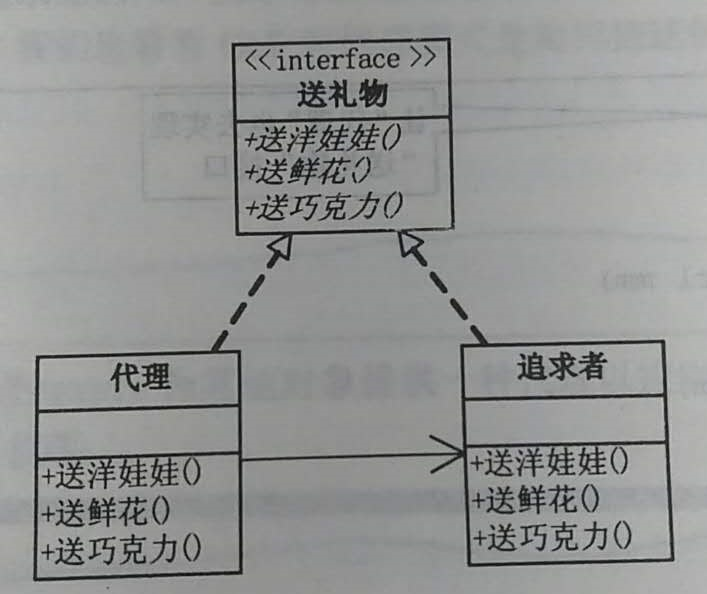 <<interface >>
送礼物
+送洋娃娃()
+送鲜花()
+送巧克力()
代理
+送洋娃娃()
+送鲜花()
+送巧克力()
追求者
+送洋娃娃()
+送鲜花()
+送巧克力()